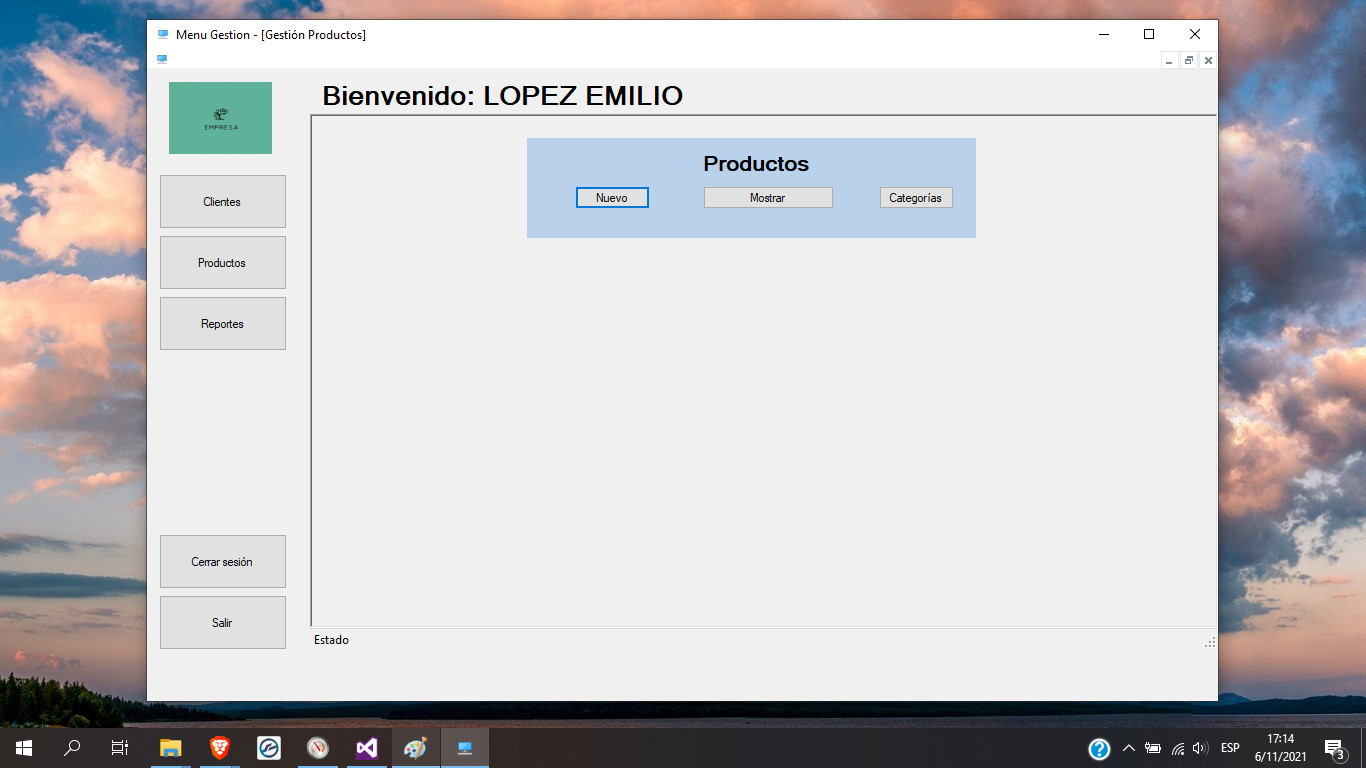 Menu Gestion - [Gestión Productos]
EMPRESA
Bienvenido: LOPEZ EMILIO
Clientes
Productos
Reportes
Cerrar sesión
Salir
Productos
Nuevo
Mostrar
Categorías
Estado
ESP
17:14
6/11/2021
3